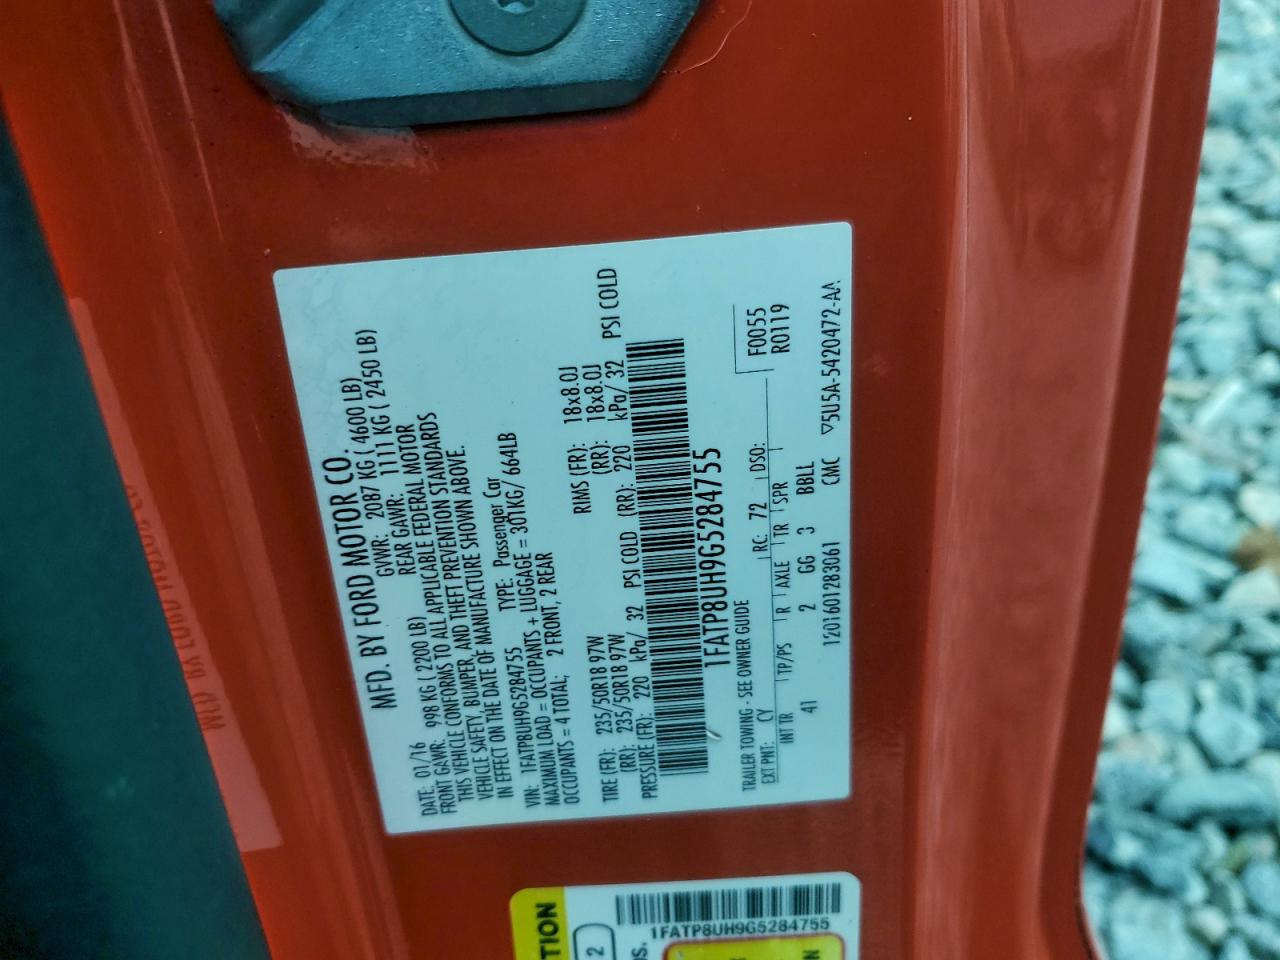 MFD. BY FORD MOTOR CO.
DATE: 01/16 GVWR: 2087 KG ( 4600 LB)
FRONT GAWR: 998 KG ( 2200 LB) REAR GAWR: 1111 KG ( 2450 LB)
THIS VEHICLE CONFORMS TO ALL APPLICABLE FEDERAL MOTOR
VEHICLE SAFETY, BUMPER, AND THEFT PREVENTION STANDARDS
IN EFFECT ON THE DATE OF MANUFACTURE SHOWN ABOVE.
VIN: 1FATP8UH9G5284755 TYPE: Passenger Car
MAXIMUM LOAD = OCCUPANTS + LUGGAGE = 301KG/ 664LB
OCCUPANTS = 4 TOTAL; 2 FRONT, 2 REAR
TIRE (FR): 235/50R18 97W RIMS (FR): 18x8.0J
(RR): 235/50R18 97W (RR): 18x8.0J
PRESSURE (FR): 220 kPa/ 32 PSI COLD (RR): 220 kPa/ 32 PSI COLD
1FATP8UH9G5284755
TRAILER TOWING - SEE OWNER GUIDE
F0055
R0119
EXT PNT: CY RC: 72 DSO:
INT TR TP/PS R AXLE TR SPR
41 2 GG 3 BBLL
1201601283061 CMC ▽5U5A-5420472-AA
TION
2
1FATP8UH9G5284755